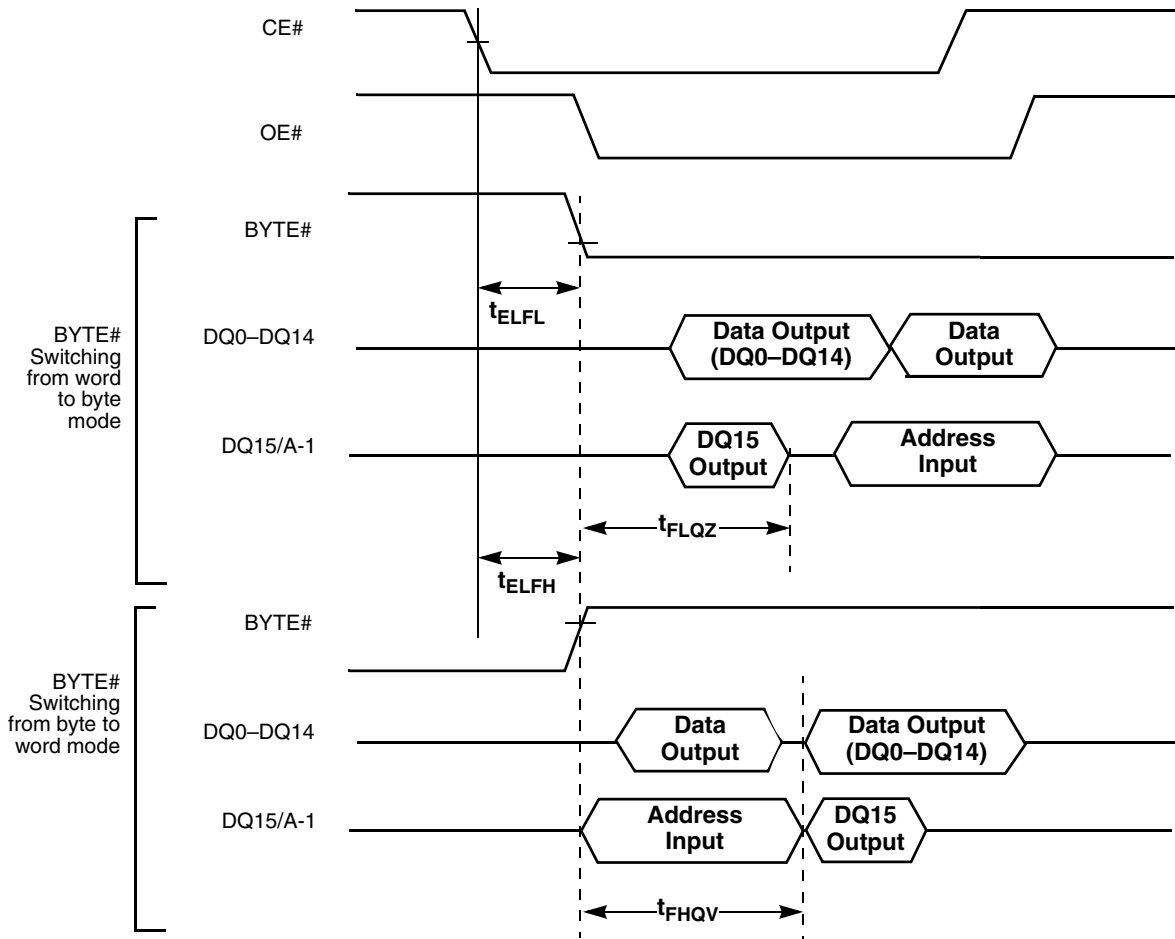 CE#
OE#
BYTE#
tELFL
BYTE#
Switching
from word
to byte
mode
DQ0–DQ14
Data Output
(DQ0–DQ14)
Data
Output
DQ15/A-1
DQ15
Output
Address
Input
tFLQZ
tELFH
BYTE#
BYTE#
Switching
from byte to
word mode
DQ0–DQ14
Data
Output
Data Output
(DQ0–DQ14)
DQ15/A-1
Address
Input
DQ15
Output
tFHQV